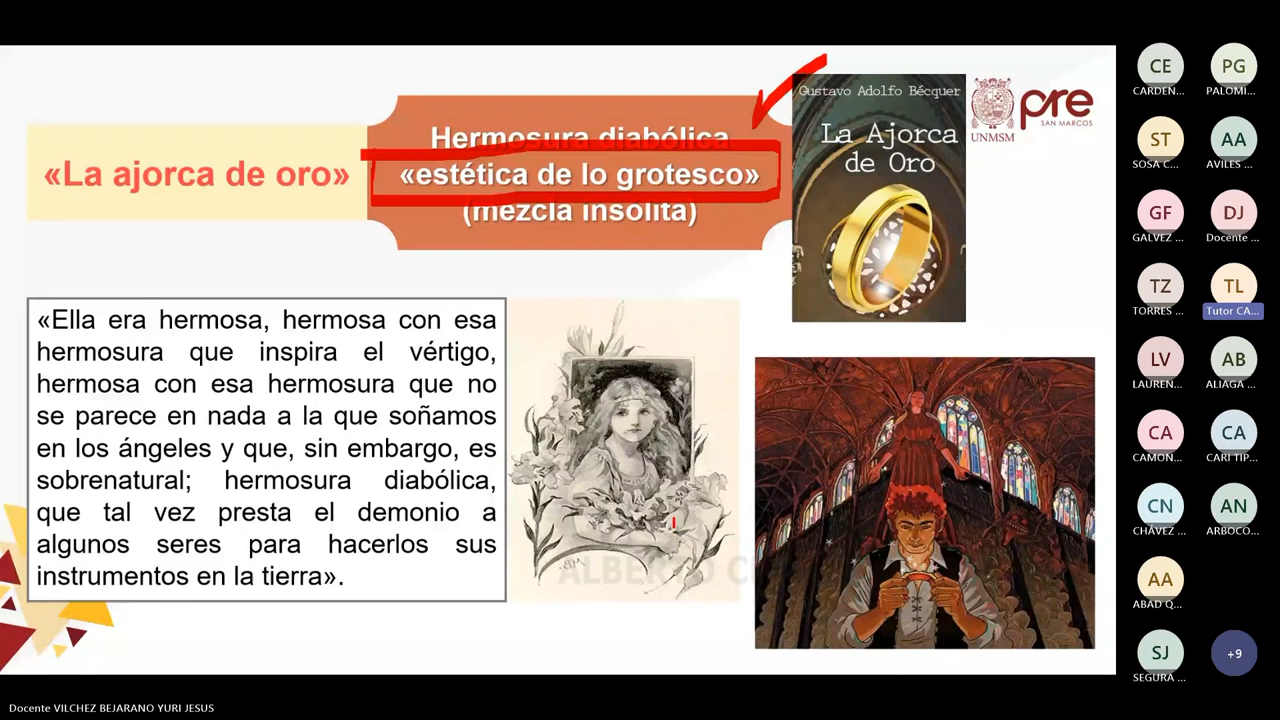 «La ajorca de oro»
Hermosura diabólica
«estética de lo grotesco»
(mezcla insólita)
Gustavo Adolfo Bécquer
La Ajorca
de Oro
UNMSM
pre
SAN MARCOS
«Ella era hermosa, hermosa con esa
hermosura que inspira el vértigo,
hermosa con esa hermosura que no
se parece en nada a la que soñamos
en los ángeles y que, sin embargo, es
sobrenatural; hermosura diabólica,
que tal vez presta el demonio a
algunos seres para hacerlos sus
instrumentos en la tierra».
CE
CARDEN...
PG
PALOMI...
ST
SOSA C...
AA
AVILES ...
GF
GALVEZ ...
DJ
Docente ...
TZ
TORRES ...
TL
Tutor CA...
LV
LAUREN...
AB
ALIAGA ...
CA
CAMON...
CA
CARI TIP...
CN
CHÁVEZ ...
AN
ARBOCO...
AA
ABAD Q...
SJ
SEGURA ...
+9
Docente VILCHEZ BEJARANO YURI JESUS